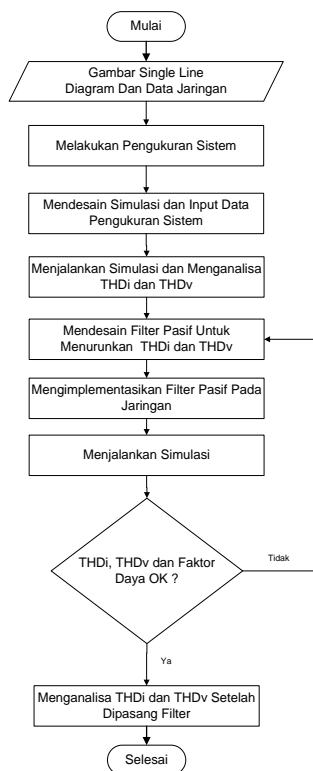 Mulai
Gambar Single Line
Diagram Dan Data Jaringan
Melakukan Pengukuran Sistem
Mendesain Simulasi dan Input Data
Pengukuran Sistem
Menjalankan Simulasi dan Menganalisa
THDi dan THDv
Mendesain Filter Pasif Untuk
Menurunkan THDi dan THDv
Mengimplementasikan Filter Pasif Pada
Jaringan
Menjalankan Simulasi
THDi, THDv dan Faktor
Daya OK ?
Tidak
Ya
Menganalisa THDi dan THDv Setelah
Dipasang Filter
Selesai